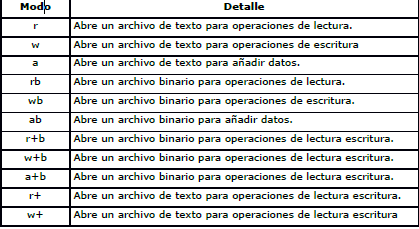 Modo Detalle
r Abre un archivo de texto para operaciones de lectura.
w Abre un archivo de texto para operaciones de escritura
a Abre un archivo de texto para añadir datos.
rb Abre un archivo binario para operaciones de lectura.
wb Abre un archivo binario para operaciones de escritura.
ab Abre un archivo binario para añadir datos.
r+b Abre un archivo binario para operaciones de lectura escritura.
w+b Abre un archivo binario para operaciones de lectura escritura.
a+b Abre un archivo binario para operaciones de lectura escritura.
r+ Abre un archivo de texto para operaciones de lectura escritura.
w+ Abre un archivo de texto para operaciones de lectura escritura